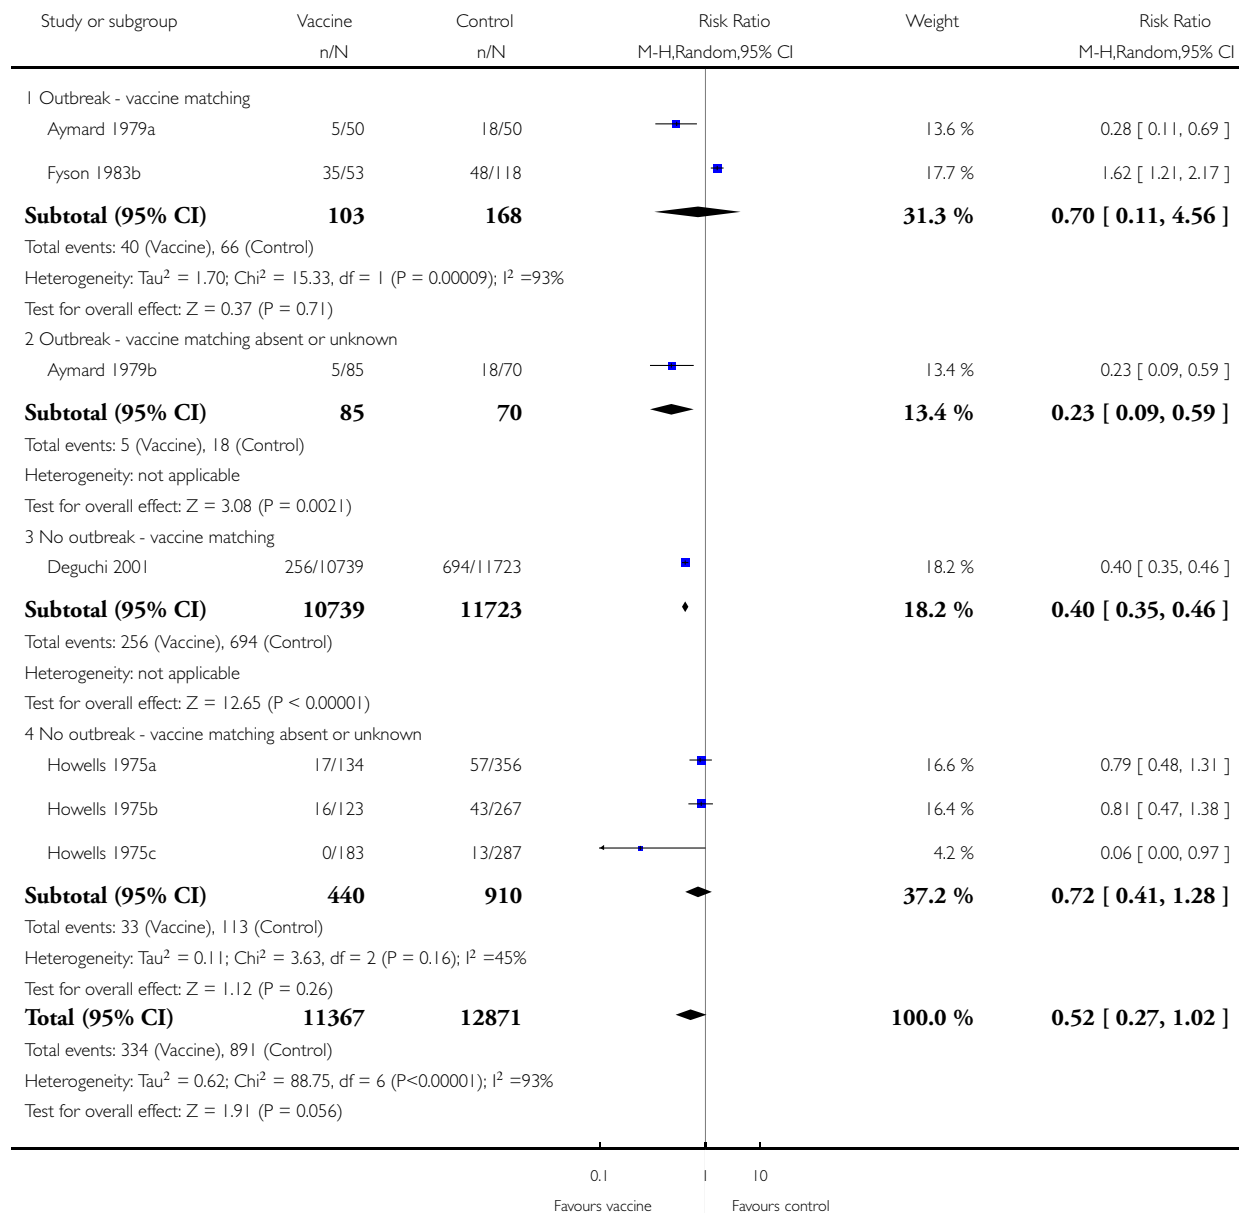 Study or subgroup Vaccine Control Risk Ratio Weight Risk Ratio
n/N n/N M-H,Random,95% CI M-H,Random,95% CI
1 Outbreak - vaccine matching
Aymard 1979a 5/50 18/50 13.6 % 0.28 [ 0.11, 0.69 ]
Fyson 1983b 35/53 48/118 17.7 % 1.62 [ 1.21, 2.17 ]
Subtotal (95% CI) 103 168 31.3 % 0.70 [ 0.11, 4.56 ]
Total events: 40 (Vaccine), 66 (Control)
Heterogeneity: Tau² = 1.70; Chi² = 15.33, df = 1 (P = 0.00009); I² =93%
Test for overall effect: Z = 0.37 (P = 0.71)
2 Outbreak - vaccine matching absent or unknown
Aymard 1979b 5/85 18/70 13.4 % 0.23 [ 0.09, 0.59 ]
Subtotal (95% CI) 85 70 13.4 % 0.23 [ 0.09, 0.59 ]
Total events: 5 (Vaccine), 18 (Control)
Heterogeneity: not applicable
Test for overall effect: Z = 3.08 (P = 0.0021)
3 No outbreak - vaccine matching
Deguchi 2001 256/10739 694/11723 18.2 % 0.40 [ 0.35, 0.46 ]
Subtotal (95% CI) 10739 11723 18.2 % 0.40 [ 0.35, 0.46 ]
Total events: 256 (Vaccine), 694 (Control)
Heterogeneity: not applicable
Test for overall effect: Z = 12.65 (P < 0.00001)
4 No outbreak - vaccine matching absent or unknown
Howells 1975a 17/134 57/356 16.6 % 0.79 [ 0.48, 1.31 ]
Howells 1975b 16/123 43/267 16.4 % 0.81 [ 0.47, 1.38 ]
Howells 1975c 0/183 13/287 4.2 % 0.06 [ 0.00, 0.97 ]
Subtotal (95% CI) 440 910 37.2 % 0.72 [ 0.41, 1.28 ]
Total events: 33 (Vaccine), 113 (Control)
Heterogeneity: Tau² = 0.11; Chi² = 3.63, df = 2 (P = 0.16); I² =45%
Test for overall effect: Z = 1.12 (P = 0.26)
Total (95% CI) 11367 12871 100.0 % 0.52 [ 0.27, 1.02 ]
Total events: 334 (Vaccine), 891 (Control)
Heterogeneity: Tau² = 0.62; Chi² = 88.75, df = 6 (P<0.00001); I² =93%
Test for overall effect: Z = 1.91 (P = 0.056)
0.1 1 10
Favours vaccine Favours control